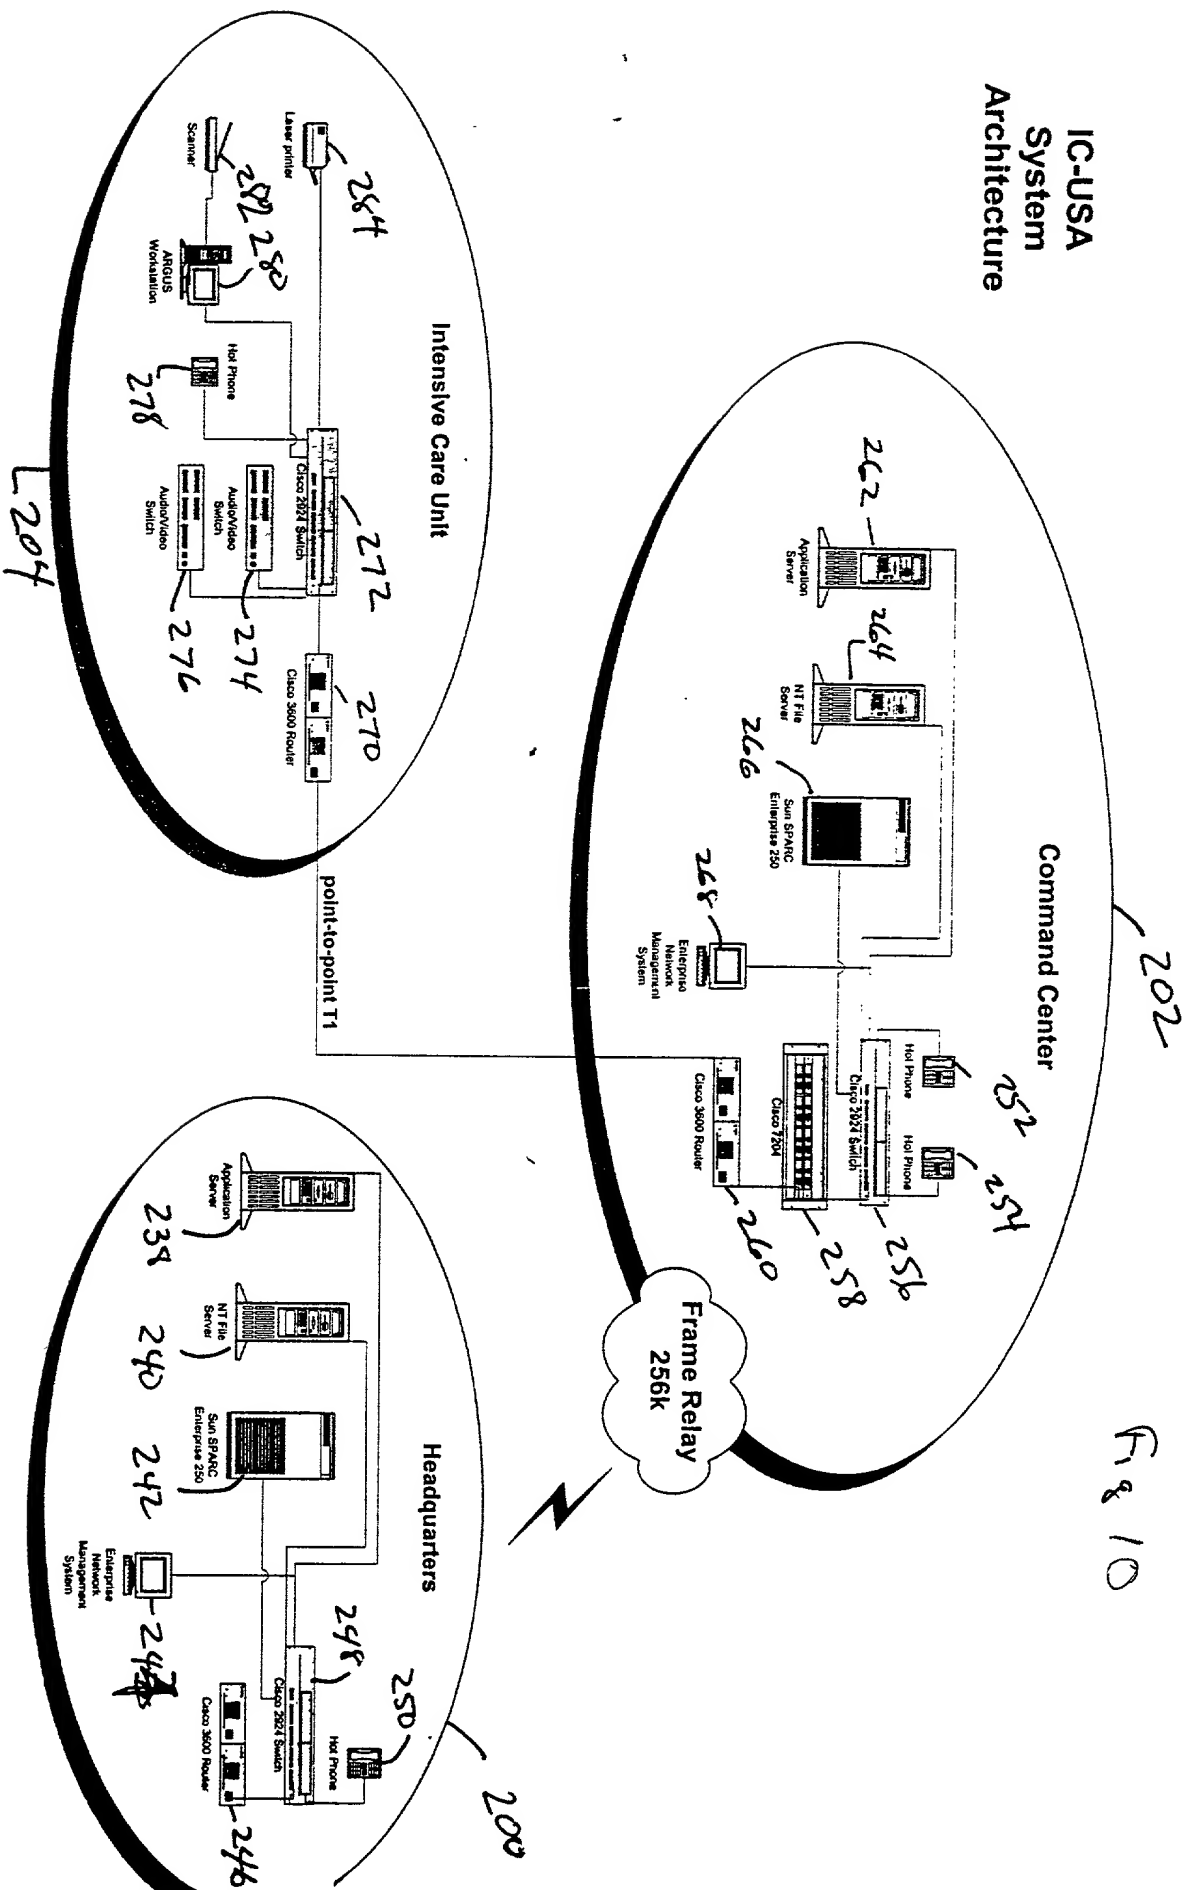 IC-USA
System
Architecture
Fig 10
Command Center
202
262
Application
Server
264
NT File
Server
266
Sun SPARC
Enterprise 250
268
Enterprise
Network
Management
System
Hot Phone
252
Hot Phone
254
Cisco 2924 Switch
256
Cisco 7204
258
Cisco 3600 Router
260
Frame Relay
256k
point-to-point T1
Intensive Care Unit
204
Laser printer
284
Scanner
282
280
ARGUS
Workstation
Hot Phone
278
Cisco 2924 Switch
272
Audio/Video
Switch
274
Audio/Video
Switch
276
Cisco 3600 Router
270
Headquarters
200
Application
Server
238
NT File
Server
240
Sun SPARC
Enterprise 250
242
Enterprise
Network
Management
System
248
Cisco 2924 Switch
Hot Phone
250
Cisco 3600 Router
246